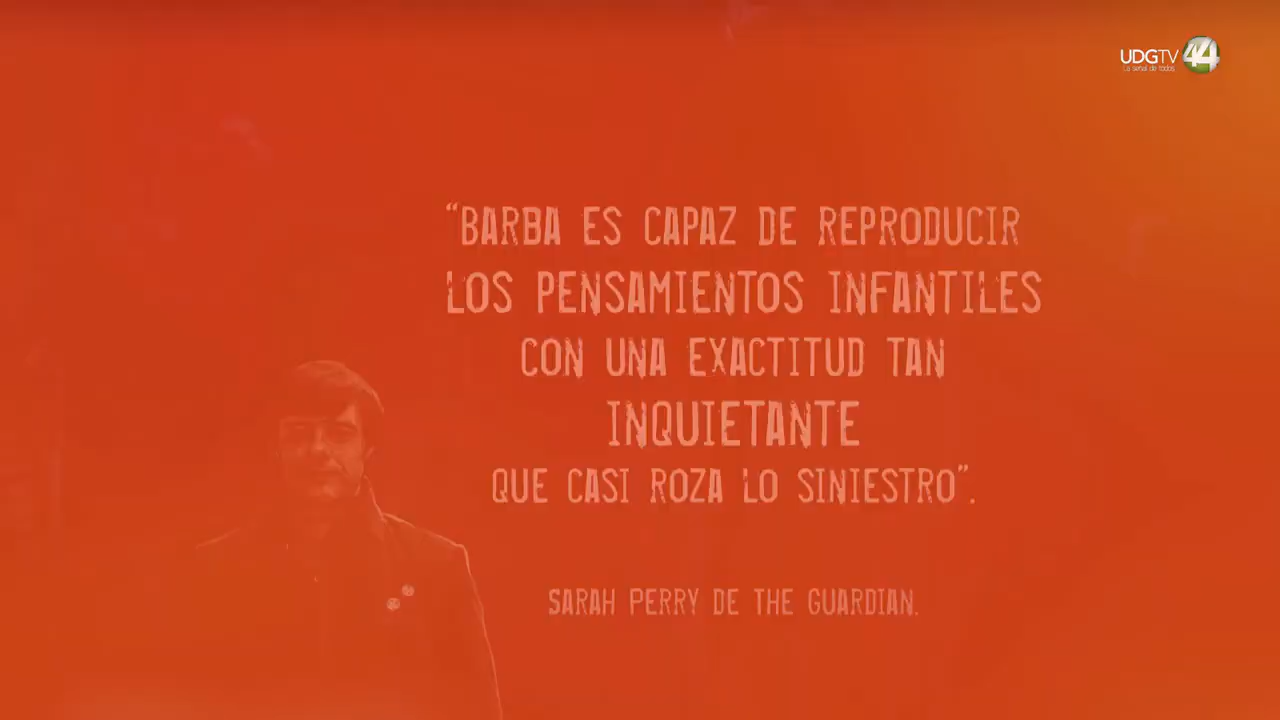 UDGTV 44
La señal de todos
“BARBA ES CAPAZ DE REPRODUCIR
LOS PENSAMIENTOS INFANTILES
CON UNA EXACTITUD TAN
INQUIETANTE
QUE CASI ROZA LO SINIESTRO”.
SARAH PERRY DE THE GUARDIAN.